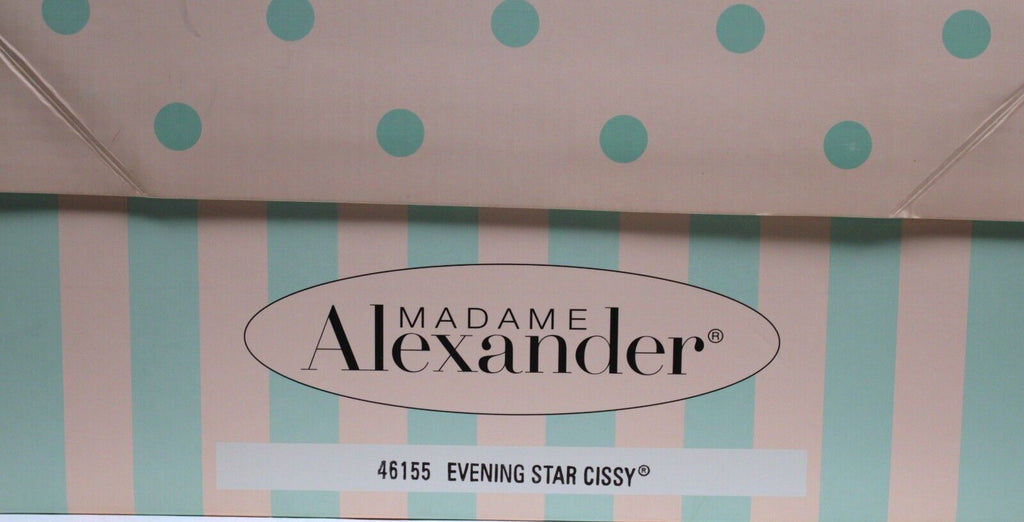 MADAME
Alexander®
46155 EVENING STAR CISSY®